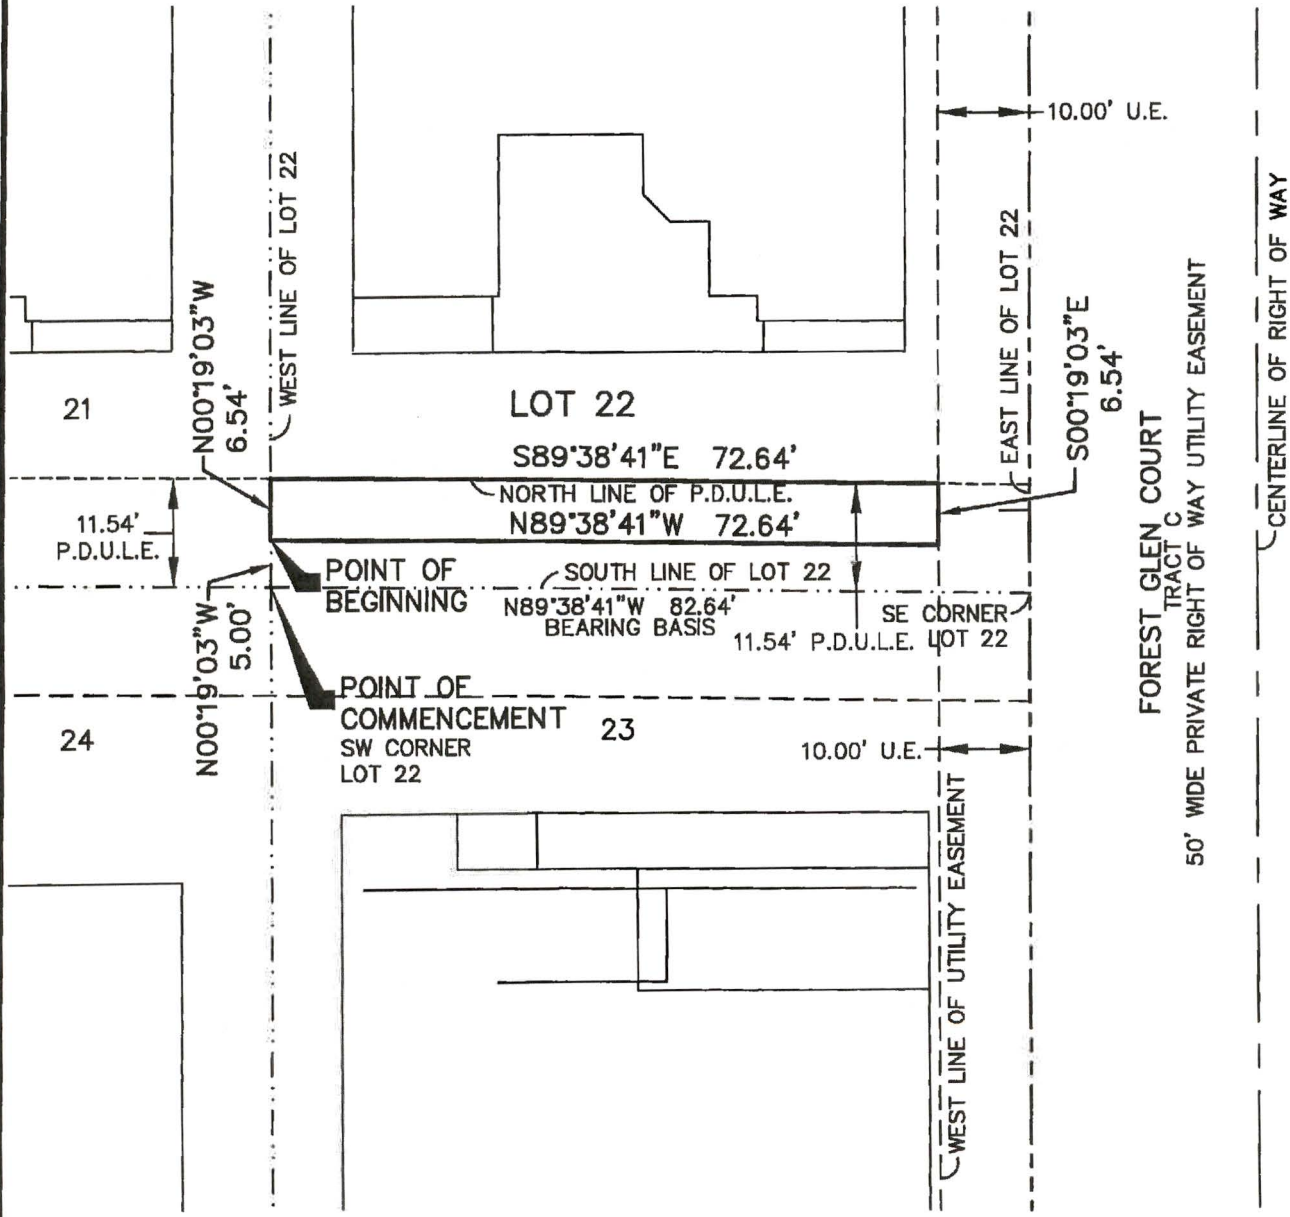 10.00' U.E.
WEST LINE OF LOT 22
EAST LINE OF LOT 22
CENTERLINE OF RIGHT OF WAY
N00°19'03"W
6.54'
S00°19'03"E
6.54'
21
LOT 22
S89°38'41"E 72.64'
NORTH LINE OF P.D.U.L.E.
N89°38'41"W 72.64'
11.54'
P.D.U.L.E.
POINT OF
BEGINNING
SOUTH LINE OF LOT 22
N89°38'41"W 82.64'
BEARING BASIS
SE CORNER
LOT 22
11.54' P.D.U.L.E.
N00°19'03"W
5.00'
FOREST GLEN COURT
TRACT C
50' WIDE PRIVATE RIGHT OF WAY UTILITY EASEMENT
POINT OF
COMMENCEMENT
SW CORNER
LOT 22
24
23
10.00' U.E.
WEST LINE OF UTILITY EASEMENT